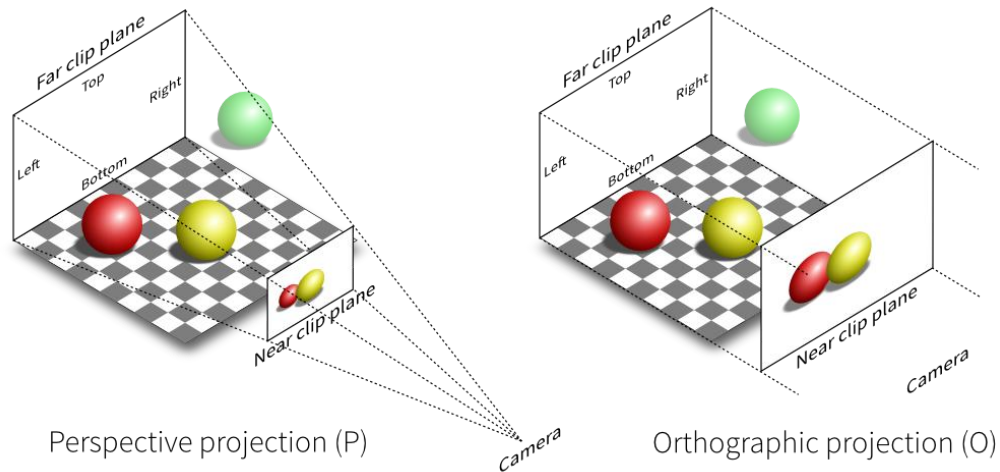 Far clip plane
Top
Right
Left
Bottom
Near clip plane
Camera
Perspective projection (P)
Far clip plane
Top
Right
Left
Bottom
Near clip plane
Camera
Orthographic projection (O)